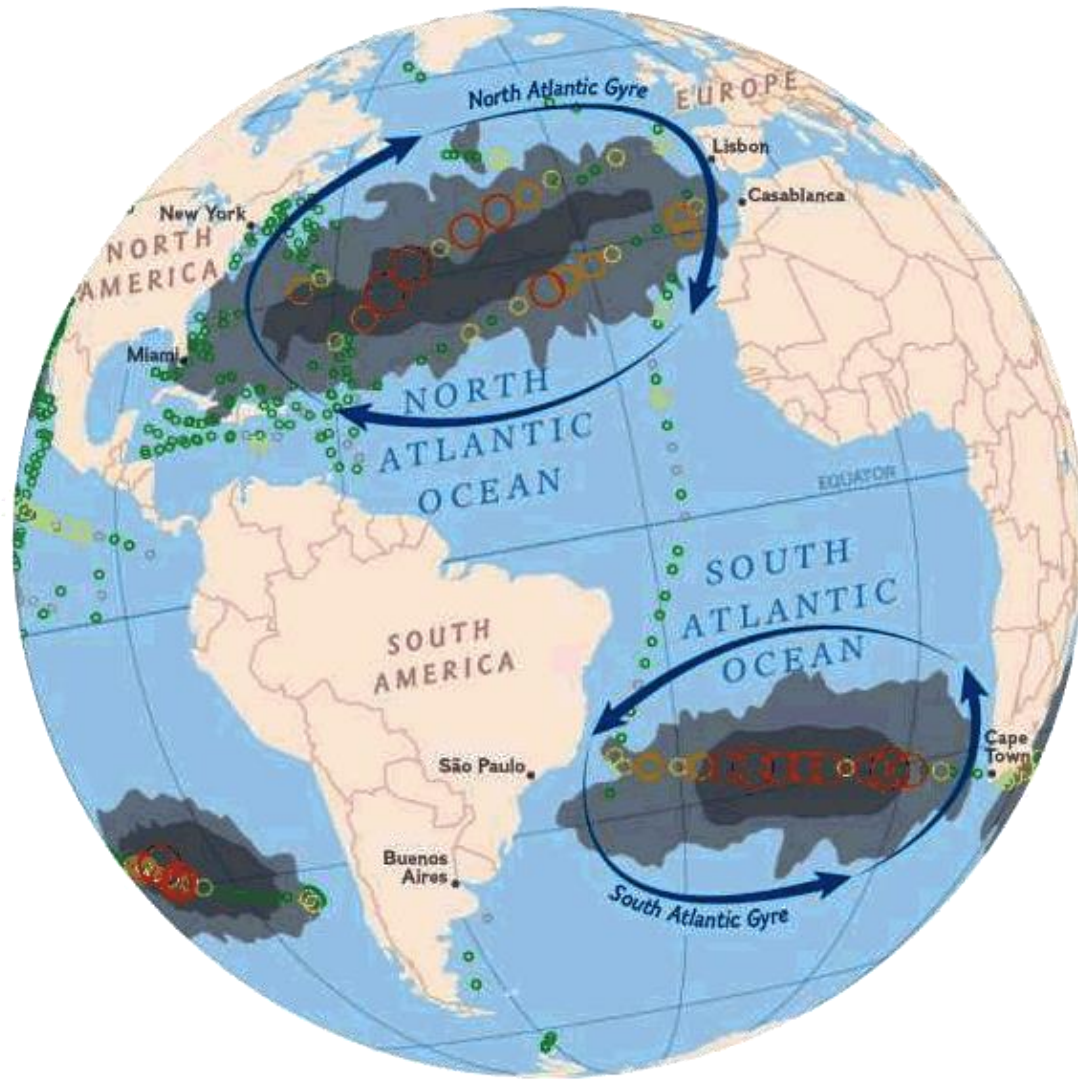 North Atlantic Gyre
EUROPE
Lisbon
Casablanca
New York
NORTH
AMERICA
Miami
NORTH
ATLANTIC
OCEAN
EQUATOR
SOUTH
ATLANTIC
OCEAN
SOUTH
AMERICA
São Paulo
Cape
Town
Buenos
Aires
South Atlantic Gyre